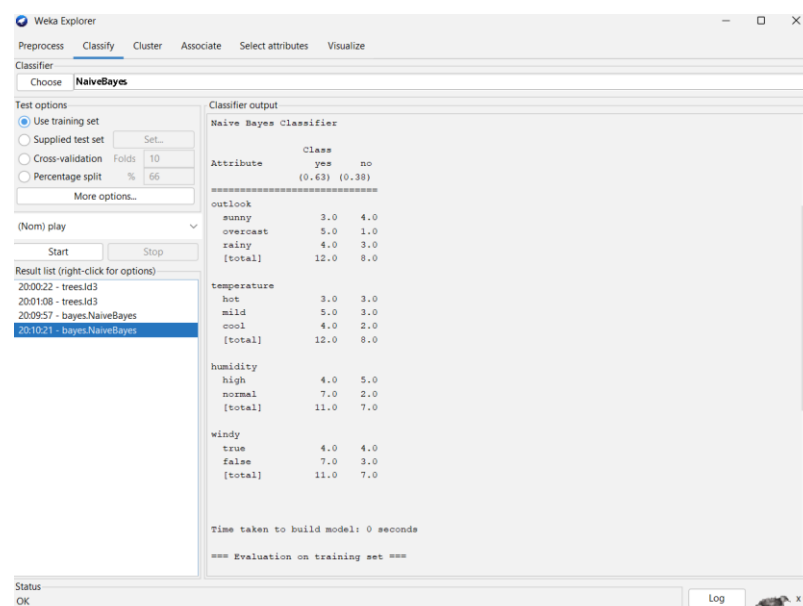 Weka Explorer
Preprocess Classify Cluster Associate Select attributes Visualize
Classifier
Choose NaiveBayes
Test options
Use training set
Supplied test set Set...
Cross-validation Folds 10
Percentage split % 66
More options...
(Nom) play
Start Stop
Result list (right-click for options)
20:00:22 - trees.Id3
20:01:08 - trees.Id3
20:09:57 - bayes.NaiveBayes
20:10:21 - bayes.NaiveBayes
Classifier output
Naive Bayes Classifier
Class
Attribute yes no
(0.63) (0.38)
==============================
outlook
sunny 3.0 4.0
overcast 5.0 1.0
rainy 4.0 3.0
[total] 12.0 8.0
temperature
hot 3.0 3.0
mild 5.0 3.0
cool 4.0 2.0
[total] 12.0 8.0
humidity
high 4.0 5.0
normal 7.0 2.0
[total] 11.0 7.0
windy
true 4.0 4.0
false 7.0 3.0
[total] 11.0 7.0
Time taken to build model: 0 seconds
=== Evaluation on training set ===
Status
OK
Log
x